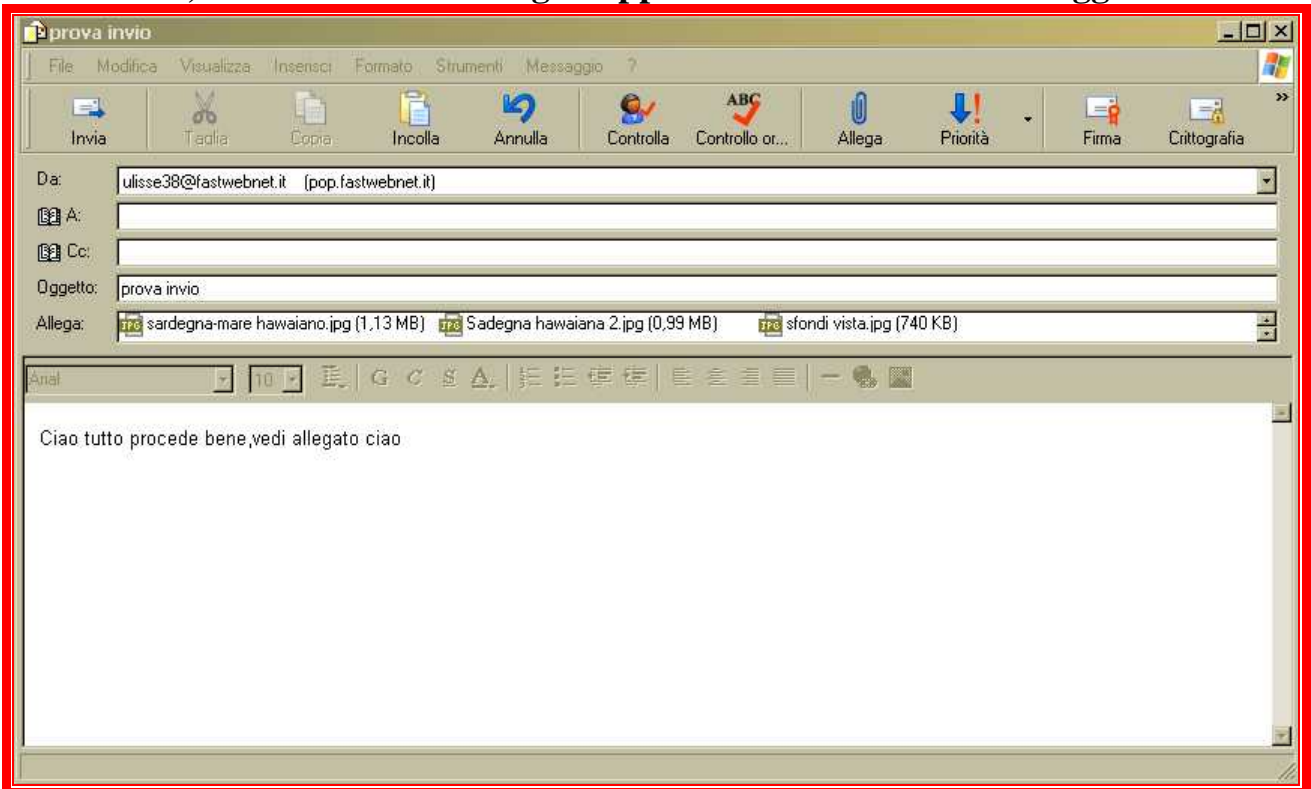 prova invio
File Modifica Visualizza Inserisci Formato Strumenti Messaggio ?
Invia Taglia Copia Incolla Annulla Controlla ABC Controllo or... Allega Priorità Firma Crittografia »
Da: ulisse38@fastwebnet.it (pop.fastwebnet.it)
A:
Cc:
Oggetto: prova invio
Allega: sardegna-mare hawaiano.jpg (1,13 MB) Sadegna hawaiana 2.jpg (0,99 MB) sfondi vista.jpg (740 KB)
Arial 10 G C S A
Ciao tutto procede bene,vedi allegato ciao